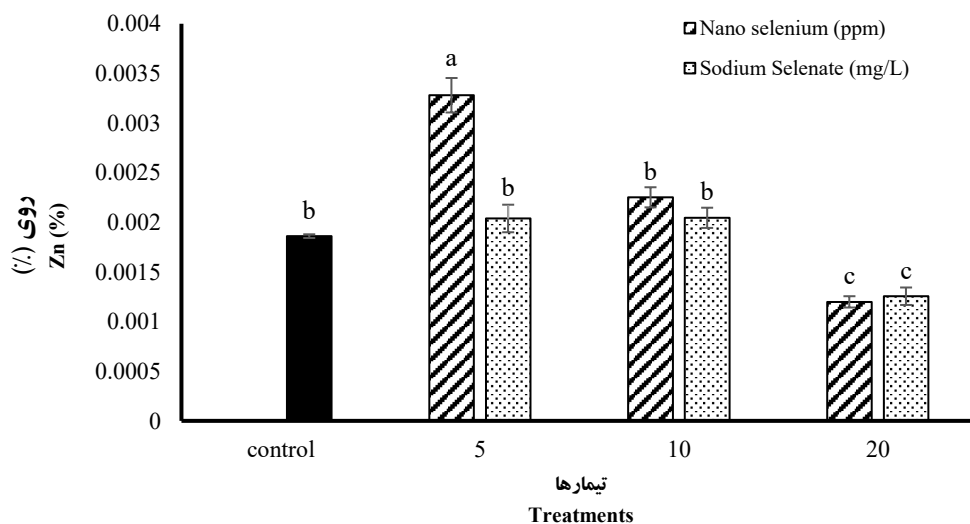 0.004
0.0035
0.003
0.0025
0.002
0.0015
0.001
0.0005
0
روی (٪)
Zn (%)
Nano selenium (ppm)
Sodium Selenate (mg/L)
b
a
b
b
b
c
c
control
5
10
20
تیمارها
Treatments